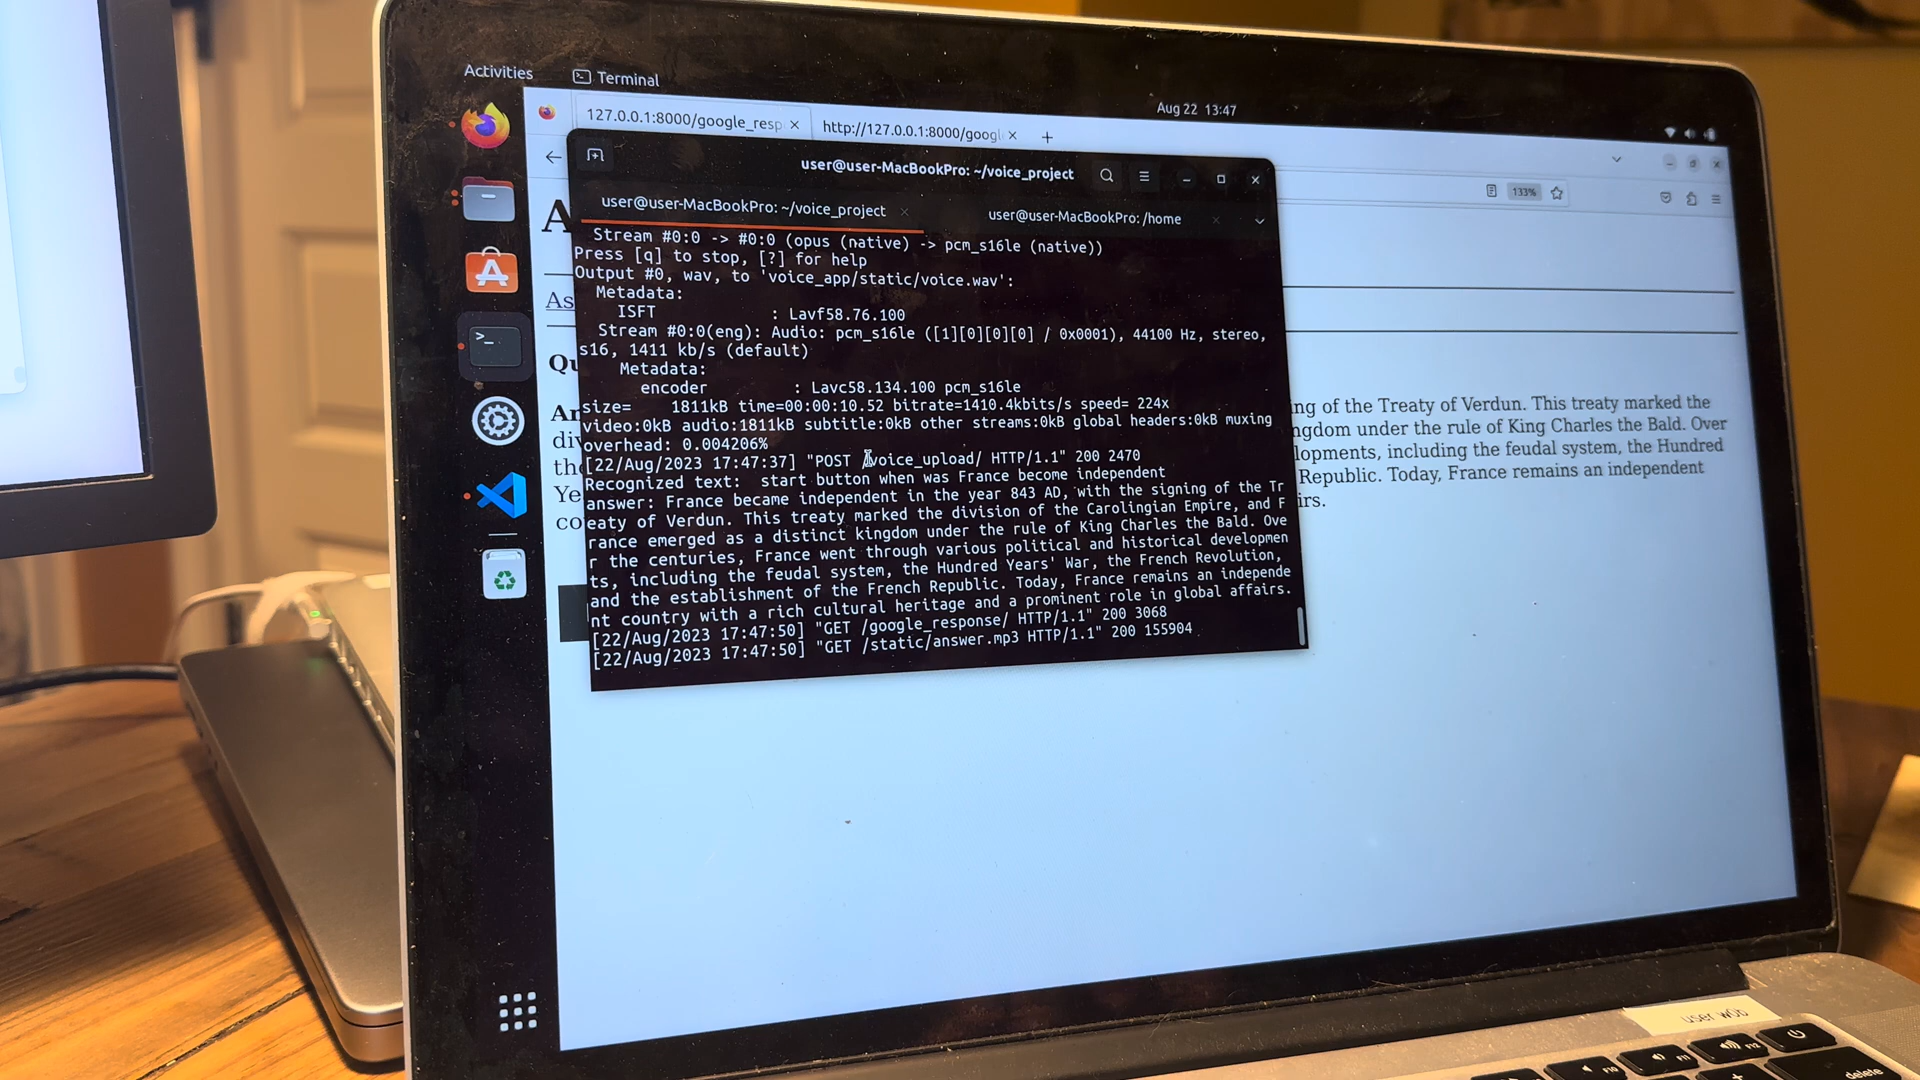 Activities
Terminal
Aug 22 13:47
127.0.0.1:8000/google_resp
http://127.0.0.1:8000/googl
user@user-MacBookPro: ~/voice_project
133%
user@user-MacBookPro: ~/voice_project
user@user-MacBookPro: /home
A
As
Qu
An
div
the
Ye
co
Stream #0:0 -> #0:0 (opus (native) -> pcm_s16le (native))
Press [q] to stop, [?] for help
Output #0, wav, to 'voice_app/static/voice.wav':
Metadata:
ISFT : Lavf58.76.100
Stream #0:0(eng): Audio: pcm_s16le ([1][0][0][0] / 0x0001), 44100 Hz, stereo,
s16, 1411 kb/s (default)
Metadata:
encoder : Lavc58.134.100 pcm_s16le
size= 1811kB time=00:00:10.52 bitrate=1410.4kbits/s speed= 224x
video:0kB audio:1811kB subtitle:0kB other streams:0kB global headers:0kB muxing
overhead: 0.004206%
[22/Aug/2023 17:47:37] "POST /voice_upload/ HTTP/1.1" 200 2470
Recognized text: start button when was France become independent
answer: France became independent in the year 843 AD, with the signing of the Tr
eaty of Verdun. This treaty marked the division of the Carolingian Empire, and F
rance emerged as a distinct kingdom under the rule of King Charles the Bald. Ove
r the centuries, France went through various political and historical developmen
ts, including the feudal system, the Hundred Years' War, the French Revolution,
and the establishment of the French Republic. Today, France remains an independe
nt country with a rich cultural heritage and a prominent role in global affairs.
[22/Aug/2023 17:47:50] "GET /google_response/ HTTP/1.1" 200 3068
[22/Aug/2023 17:47:50] "GET /static/answer.mp3 HTTP/1.1" 200 155904
ing of the Treaty of Verdun. This treaty marked the
ngdom under the rule of King Charles the Bald. Over
lopments, including the feudal system, the Hundred
Republic. Today, France remains an independent
irs.
user
F10
F11
F12
delete